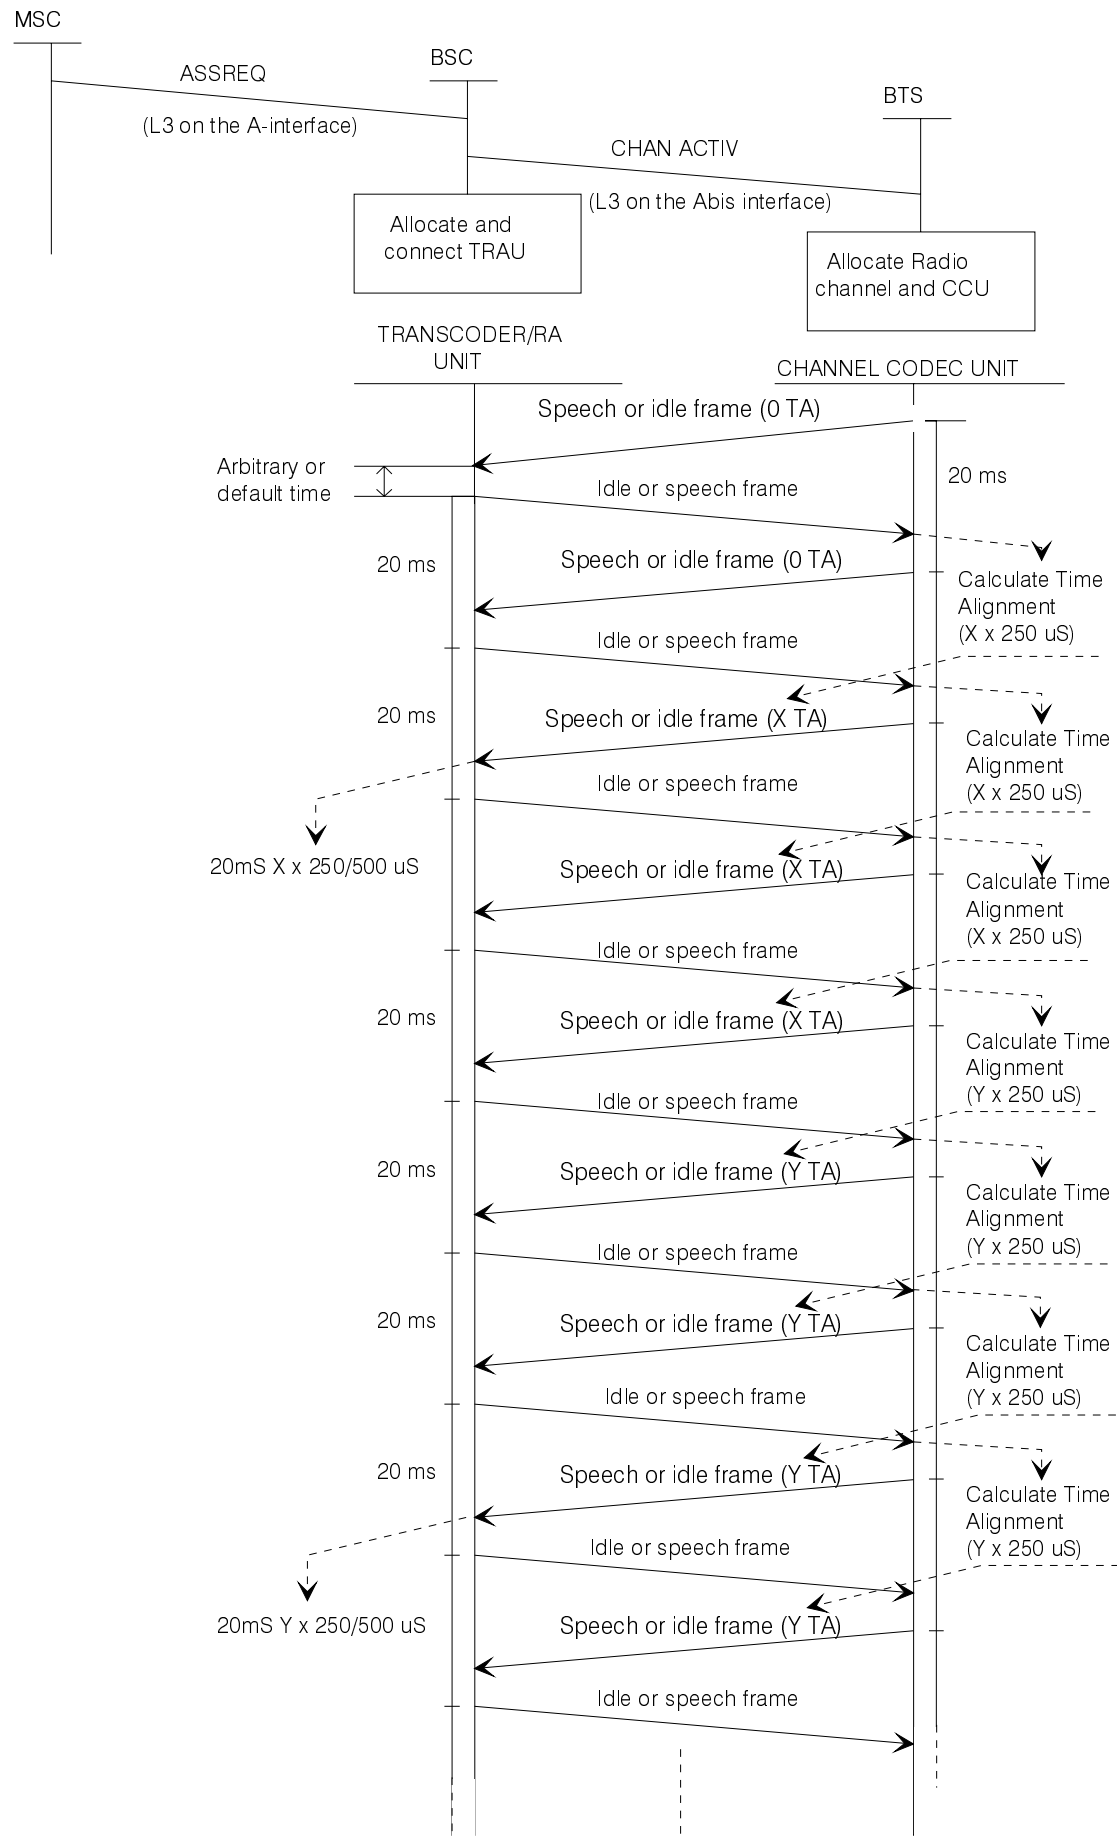 MSC
BSC
ASSREQ
BTS
(L3 on the A-interface)
CHAN ACTIV
(L3 on the Abis interface)
Allocate and
connect TRAU
Allocate Radio
channel and CCU
TRANSCODER/RA
UNIT
CHANNEL CODEC UNIT
Speech or idle frame (0 TA)
Arbitrary or
default time
20 ms
Idle or speech frame
20 ms
Speech or idle frame (0 TA)
Calculate Time
Alignment
(X x 250 uS)
Idle or speech frame
20 ms
Speech or idle frame (X TA)
Calculate Time
Alignment
(X x 250 uS)
Idle or speech frame
20mS X x 250/500 uS
Speech or idle frame (X TA)
Calculate Time
Alignment
(X x 250 uS)
Idle or speech frame
20 ms
Speech or idle frame (X TA)
Calculate Time
Alignment
(Y x 250 uS)
Idle or speech frame
20 ms
Speech or idle frame (Y TA)
Calculate Time
Alignment
(Y x 250 uS)
Idle or speech frame
20 ms
Speech or idle frame (Y TA)
Calculate Time
Alignment
(Y x 250 uS)
Idle or speech frame
20 ms
Speech or idle frame (Y TA)
Calculate Time
Alignment
(Y x 250 uS)
Idle or speech frame
20mS Y x 250/500 uS
Speech or idle frame (Y TA)
Idle or speech frame